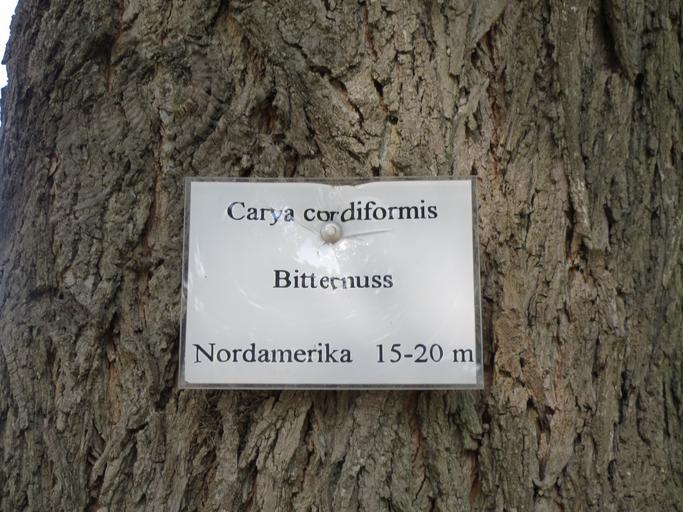 Carya cordiformis
Bitternuss
Nordamerika 15-20 m